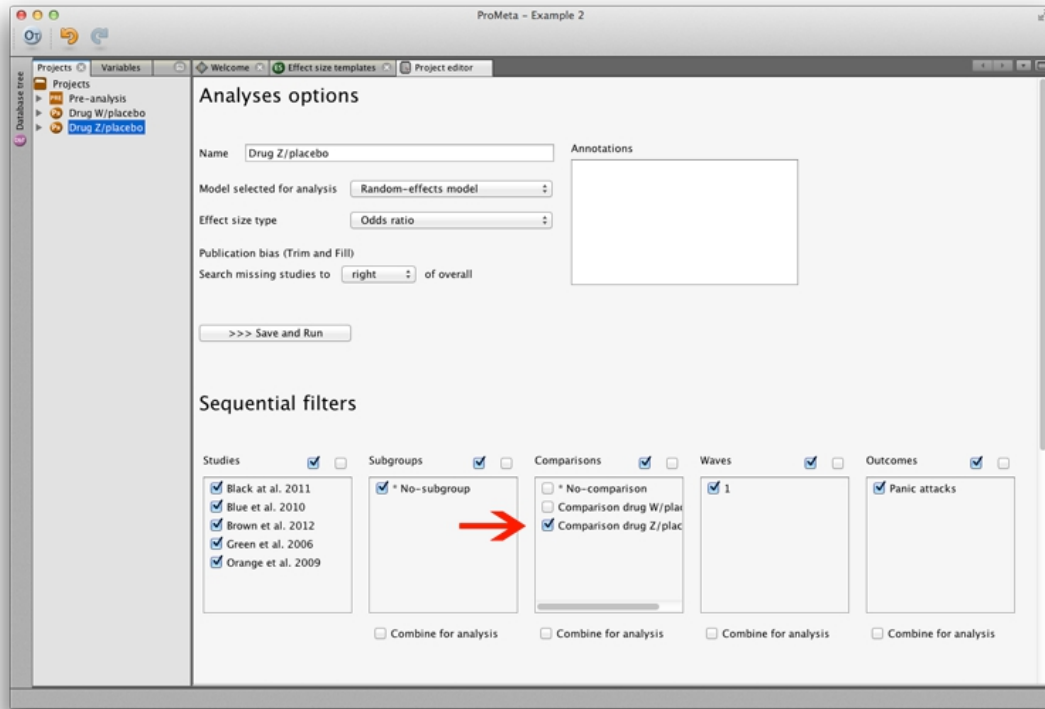 ProMeta - Example 2
Projects
Variables
Welcome
Effect size templates
Project editor
Database tree
Projects
Pre-analysis
Drug W/placebo
Drug Z/placebo
Analyses options
Name
Drug Z/placebo
Annotations
Model selected for analysis
Random-effects model
Effect size type
Odds ratio
Publication bias (Trim and Fill)
Search missing studies to
right
of overall
>>> Save and Run
Sequential filters
Studies
Black at al. 2011
Blue et al. 2010
Brown et al. 2012
Green et al. 2006
Orange et al. 2009
Subgroups
* No-subgroup
Combine for analysis
Comparisons
* No-comparison
Comparison drug W/plac
Comparison drug Z/plac
Combine for analysis
Waves
1
Combine for analysis
Outcomes
Panic attacks
Combine for analysis